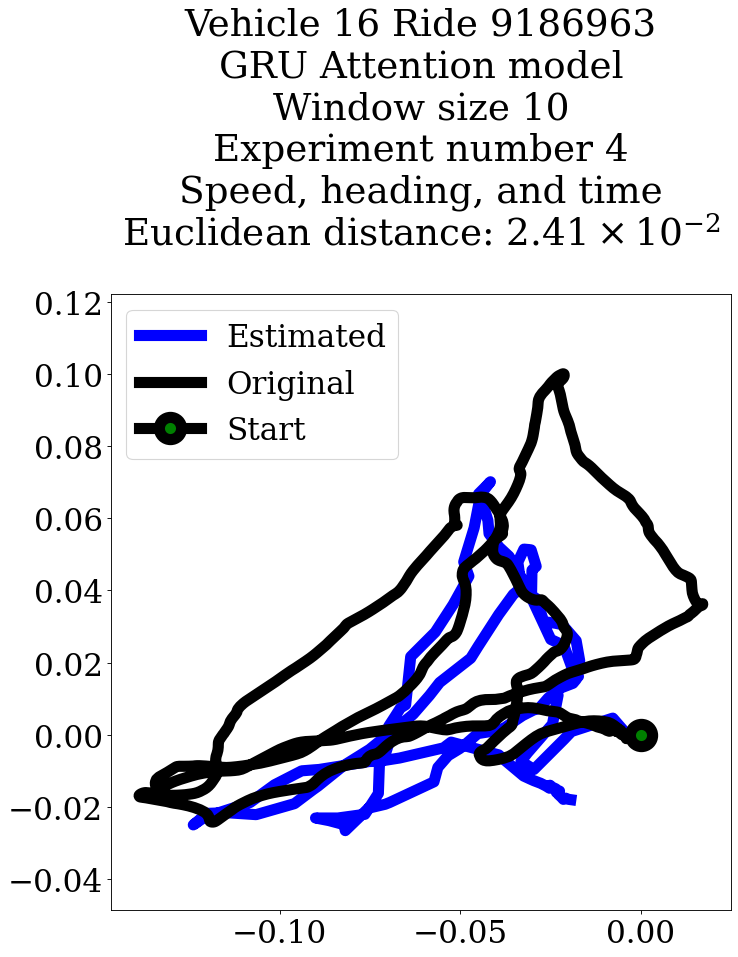 Vehicle 16 Ride 9186963
GRU Attention model
Window size 10
Experiment number 4
Speed, heading, and time
Euclidean distance: 2.41 × 10⁻²
0.12
Estimated
0.10
Original
Start
0.08
0.06
0.04
0.02
0.00
−0.02
−0.04
−0.10
−0.05
0.00